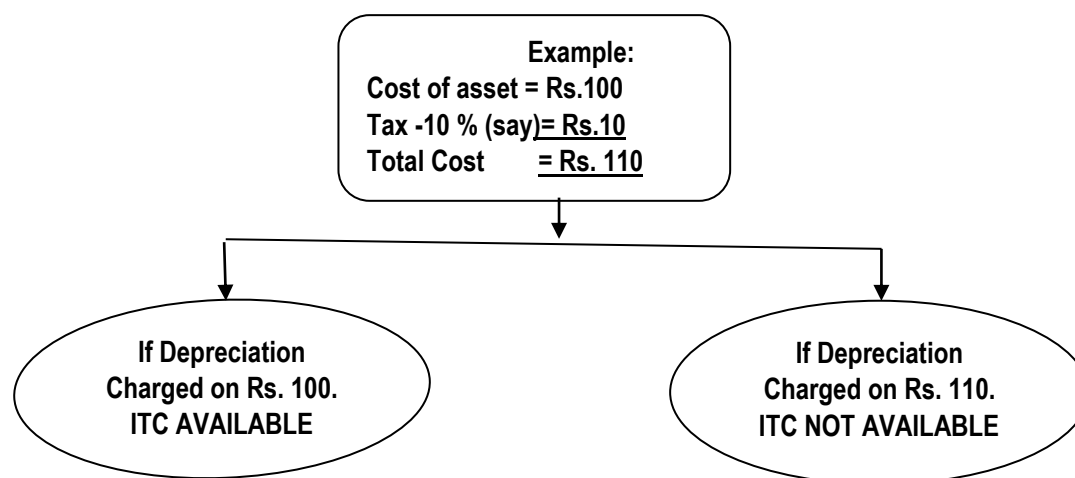 Example:
Cost of asset = Rs.100
Tax -10 % (say)= Rs.10
Total Cost = Rs. 110
If Depreciation
Charged on Rs. 100.
ITC AVAILABLE
If Depreciation
Charged on Rs. 110.
ITC NOT AVAILABLE